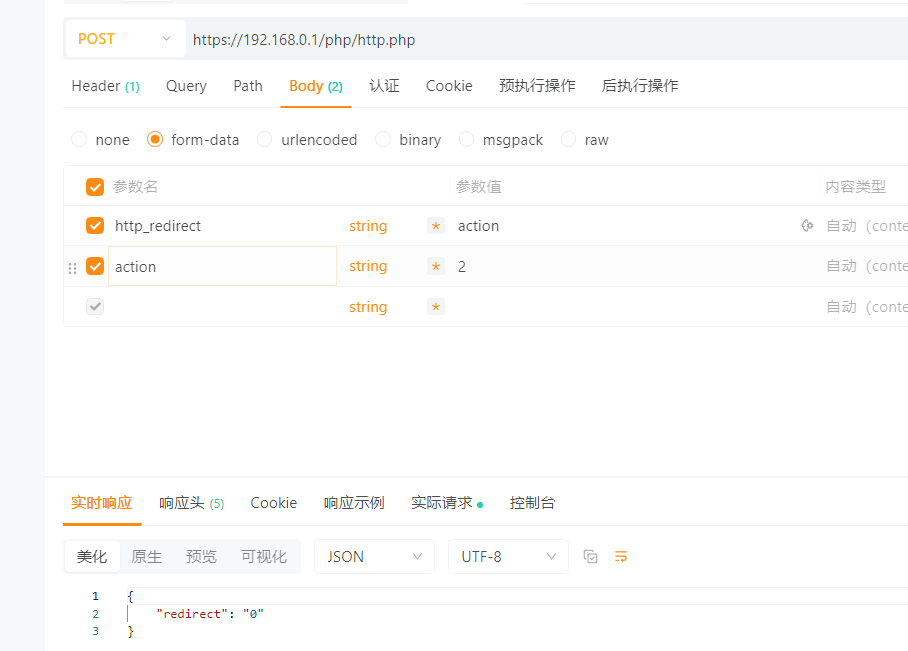 POST https://192.168.0.1/php/http.php
Header (1) Query Path Body (2) 认证 Cookie 预执行操作 后执行操作
none form-data urlencoded binary msgpack raw
参数名 参数值 内容类型
http_redirect string * action 自动 (conte
action string * 2 自动 (conte
string * 自动 (conte
实时响应 响应头 (5) Cookie 响应示例 实际请求 控制台
美化 原生 预览 可视化 JSON UTF-8
1 {
2 "redirect": "0"
3 }